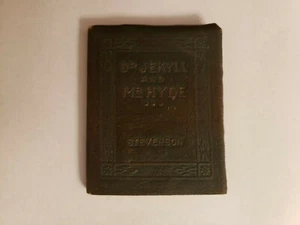 DR JEKYLL
AND
MR HYDE
STEVENSON